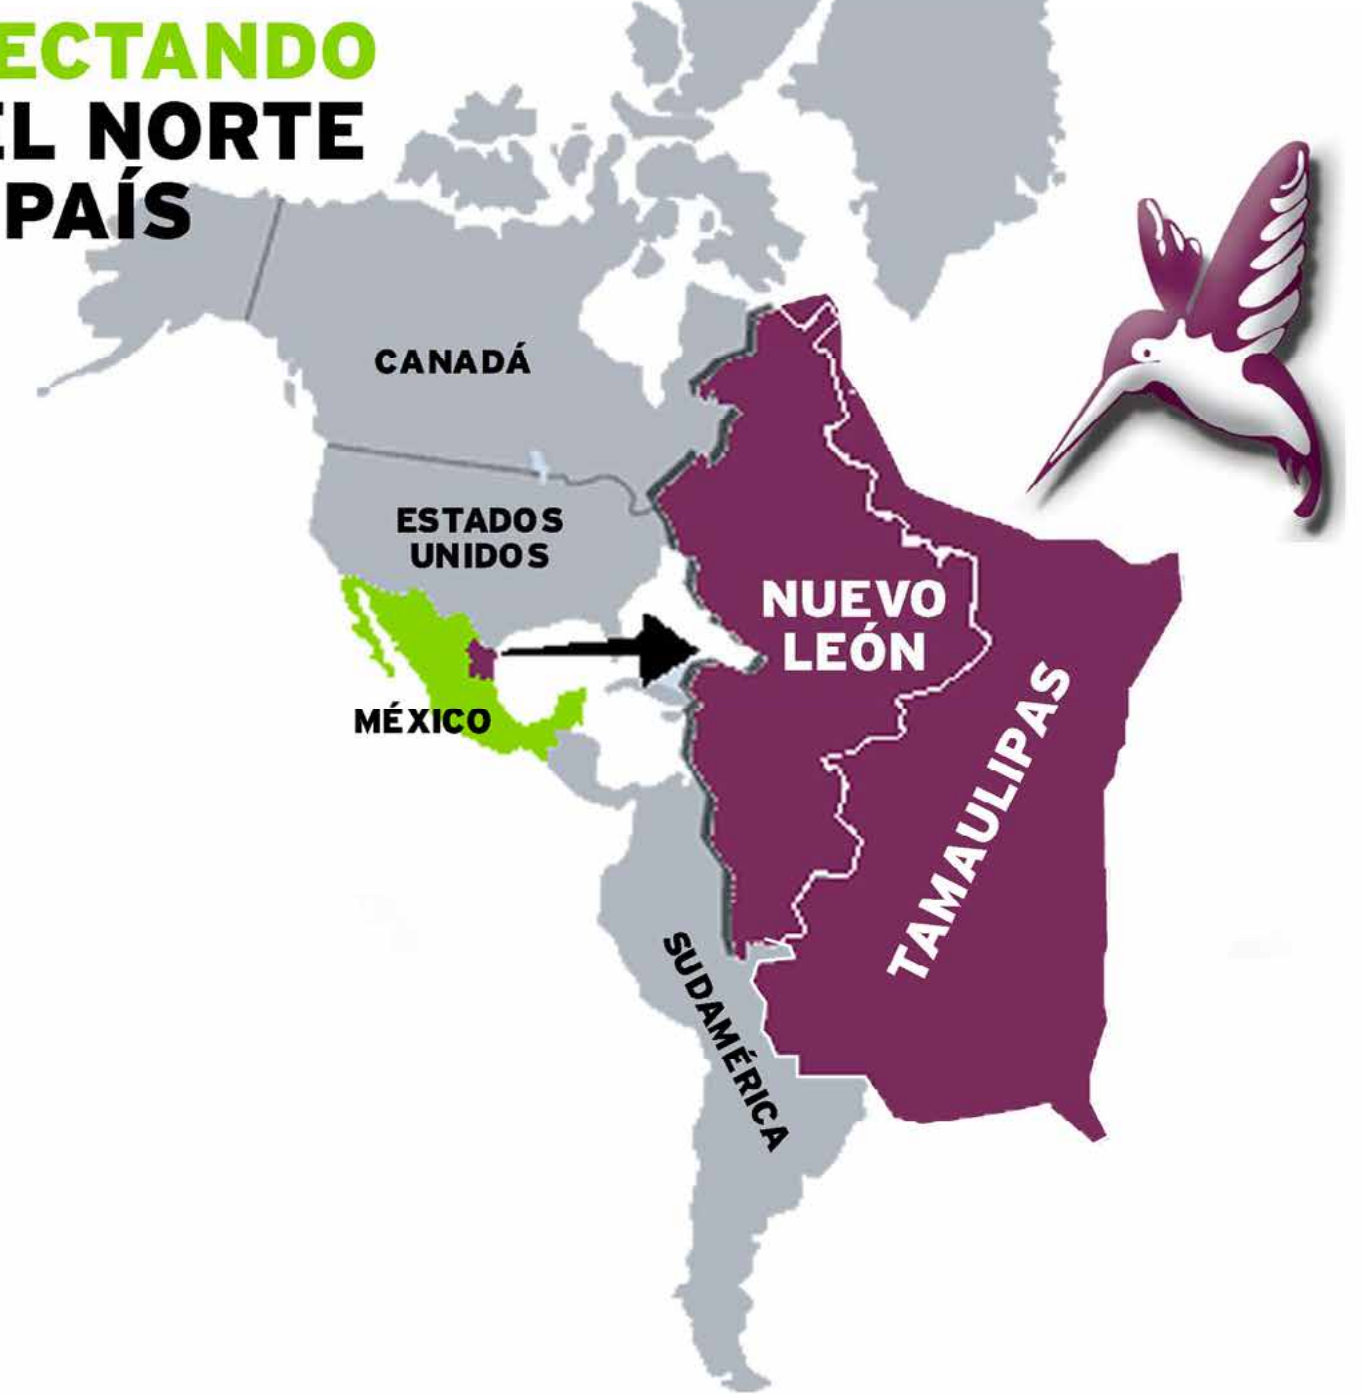 ECTANDO
EL NORTE
PAÍS
CANADÁ
ESTADOS
UNIDOS
NUEVO
LEÓN
MÉXICO
TAMAULIPAS
SUDAMÉRICA